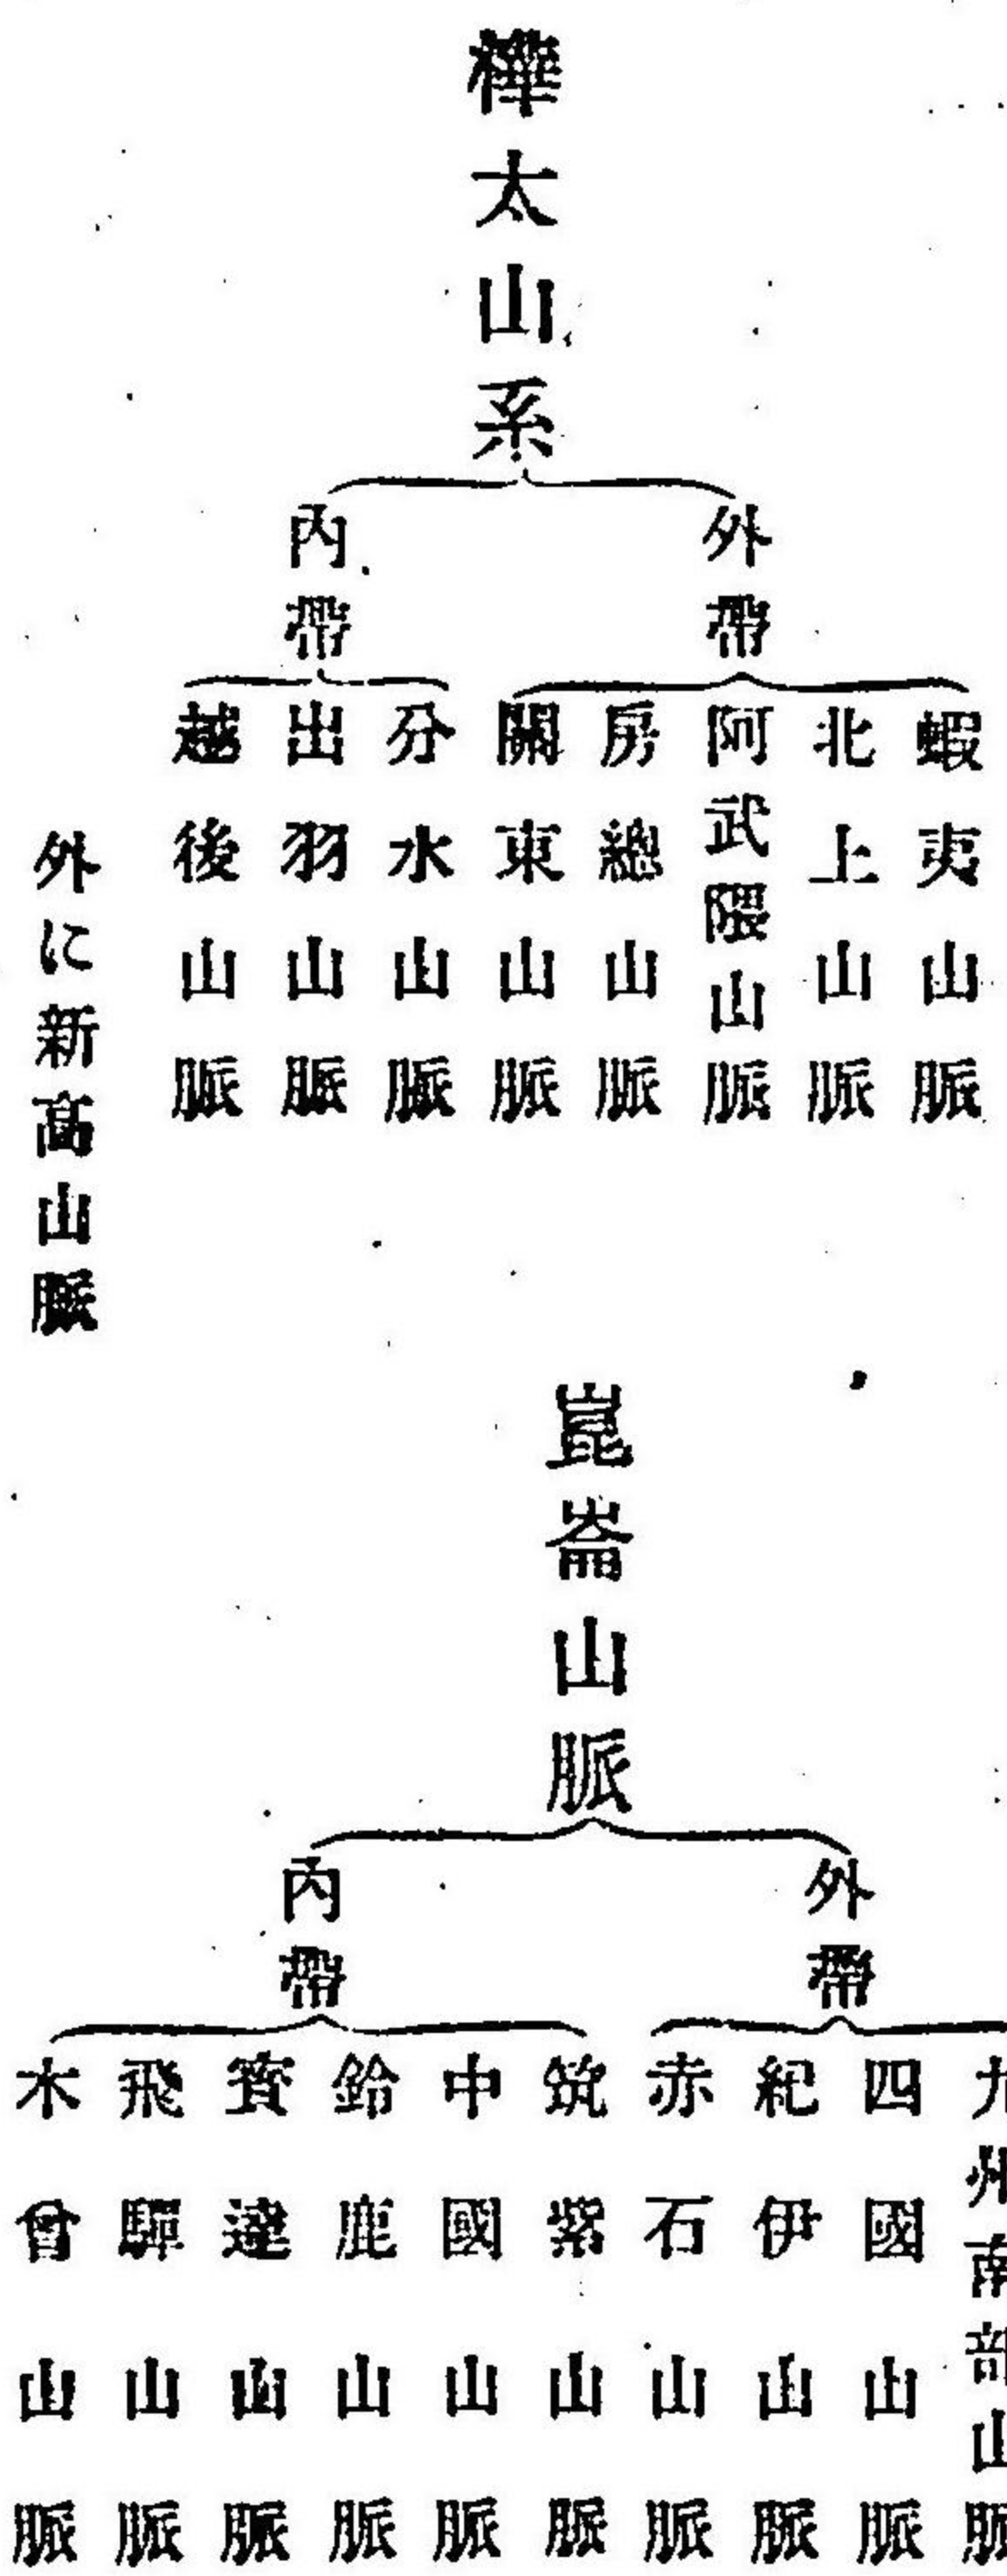 樺太山系
外帶
蝦夷山脈
北上山脈
阿武隈山脈
房總山脈
關東山脈
內帶
分水山脈
出羽山脈
越後山脈
外に新高山脈
崑崙山脈
外帶
九州南部山脈
四國山脈
紀伊山脈
赤石山脈
內帶
筑紫山脈
中國山脈
鈴鹿山脈
寶達山脈
飛驒山脈
木曾山脈